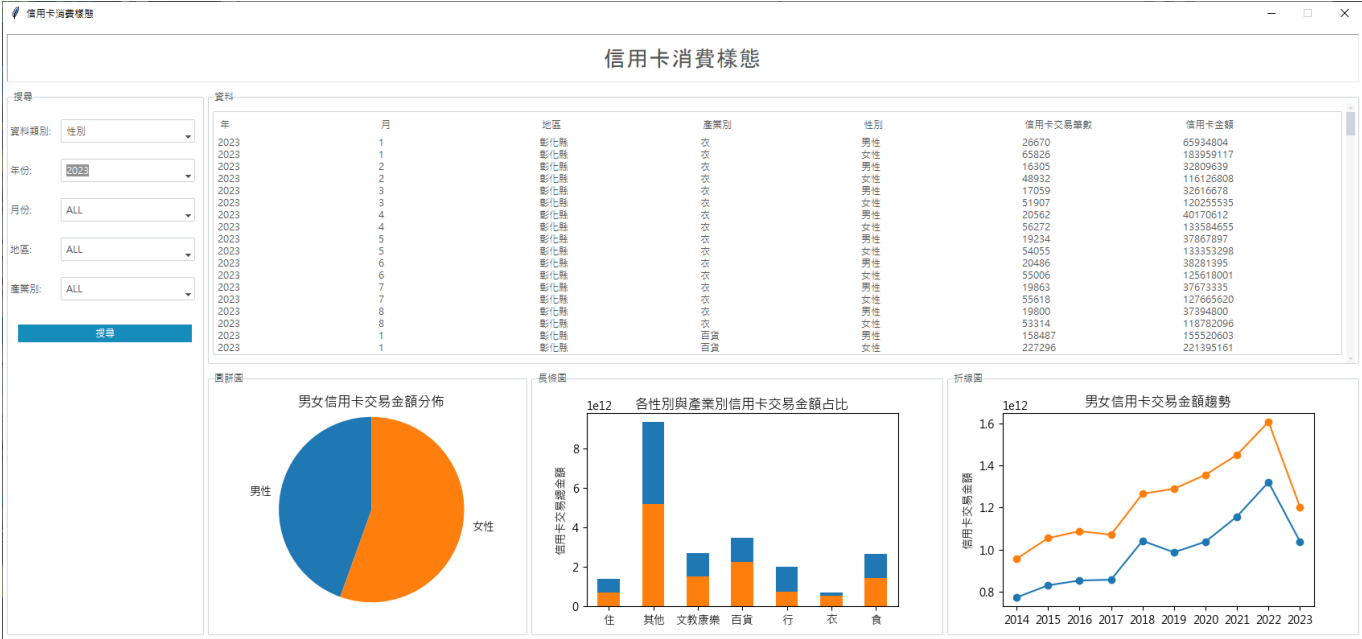 信用卡消費樣態
信用卡消費樣態
搜尋
資料類別: 性別
年份: 2023
月份: ALL
地區: ALL
產業別: ALL
搜尋
資料
年 月 地區 產業別 性別 信用卡交易筆數 信用卡金額
2023 1 彰化縣 衣 男性 26670 65934804
2023 1 彰化縣 衣 女性 65826 183959117
2023 2 彰化縣 衣 男性 16305 32809639
2023 2 彰化縣 衣 女性 48932 116126808
2023 3 彰化縣 衣 男性 17059 32616678
2023 3 彰化縣 衣 女性 51907 120255535
2023 4 彰化縣 衣 男性 20562 40170612
2023 4 彰化縣 衣 女性 56272 133584655
2023 5 彰化縣 衣 男性 19234 37867897
2023 5 彰化縣 衣 女性 54055 133353298
2023 6 彰化縣 衣 男性 20486 38281395
2023 6 彰化縣 衣 女性 55006 125618001
2023 7 彰化縣 衣 男性 19863 37673335
2023 7 彰化縣 衣 女性 55618 127665620
2023 8 彰化縣 衣 男性 19800 37394800
2023 8 彰化縣 衣 女性 53314 118782096
2023 1 彰化縣 百貨 男性 158487 155520603
2023 1 彰化縣 百貨 女性 227296 221395161
圓餅圖
男女信用卡交易金額分佈
男性
女性
長條圖
1e12 各性別與產業別信用卡交易金額占比
信用卡交易總金額
8
6
4
2
0
住 其他 文教康樂 百貨 行 衣 食
折線圖
1e12 男女信用卡交易金額趨勢
信用卡交易金額
1.6
1.4
1.2
1.0
0.8
2014 2015 2016 2017 2018 2019 2020 2021 2022 2023